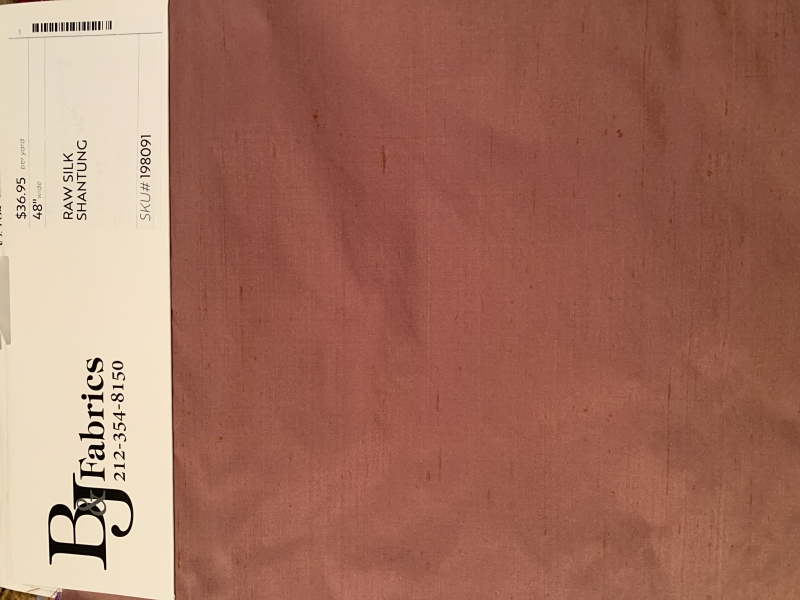 $36.95 per yard
48" wide
RAW SILK
SHANTUNG
SKU# 198091
B&J Fabrics
212-354-8150